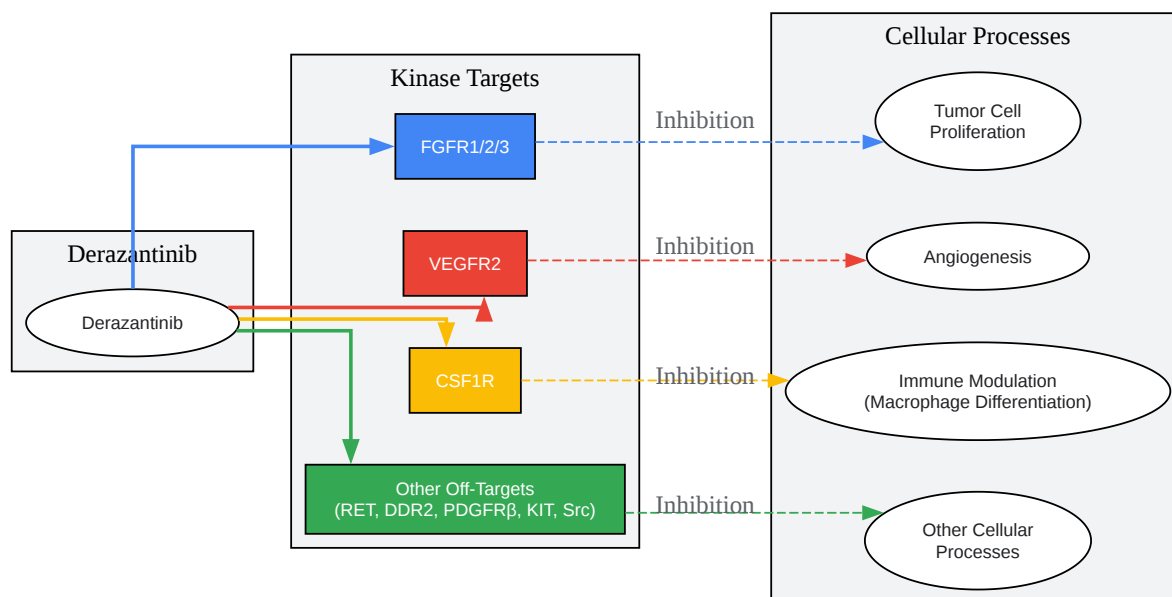 Cellular Processes
Kinase Targets
Inhibition
Tumor Cell
Proliferation
FGFR1/2/3
Derazantinib
Inhibition
VEGFR2
Angiogenesis
Derazantinib
Inhibition
CSF1R
Immune Modulation
(Macrophage Differentiation)
Other Off-Targets
(RET, DDR2, PDGFRβ, KIT, Src)
Inhibition
Other Cellular
Processes